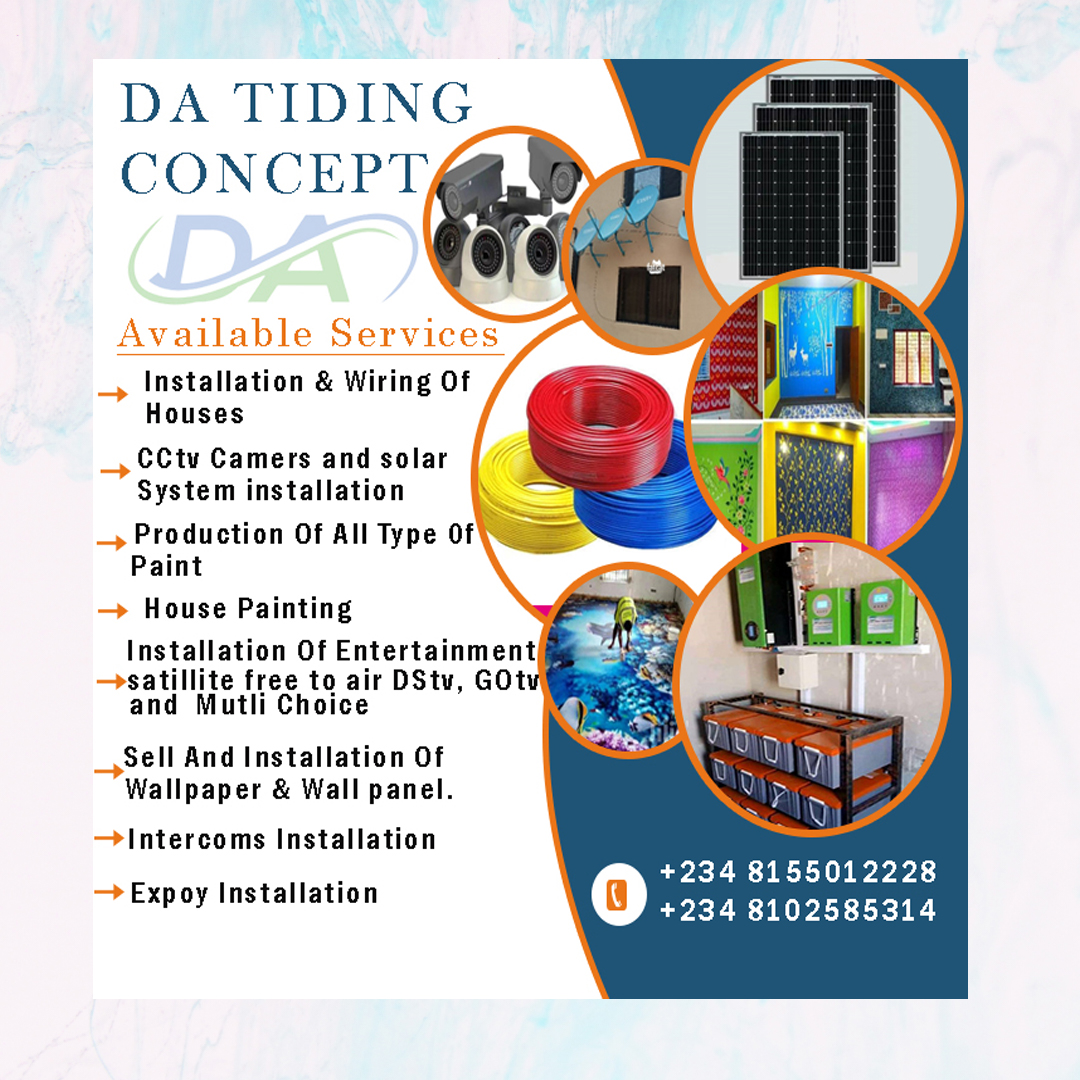 DA TIDING
CONCEPT
DA
Available Services
Installation & Wiring Of
Houses
CCtv Camers and solar
System installation
Production Of All Type Of
Paint
House Painting
Installation Of Entertainment
satillite free to air DStv, GOtv
and Mutli Choice
Sell And Installation Of
Wallpaper & Wall panel.
Intercoms Installation
Expoy Installation
+234 8155012228
+234 8102585314